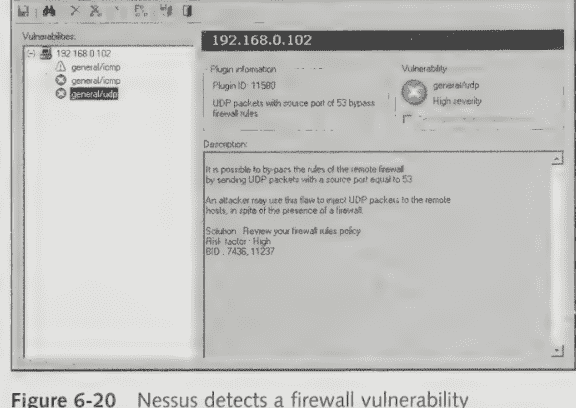 Vulnerabilities:
192.168.0.102
general/icmp
general/icmp
general/udp
192.168.0.102
Plugin information
Plugin ID: 11580
UDP packets with source port of 53 bypass
firewall rules
Vulnerability
general/udp
High severity
Description:
It is possible to by-pass the rules of the remote firewall
by sending UDP packets with a source port equal to 53
An attacker may use this flaw to inject UDP packets to the remote
hosts, in spite of the presence of a firewall.
Solution : Review your firewall rules policy
Risk factor : High
BID : 7436, 11237
Figure 6-20 Nessus detects a firewall vulnerability